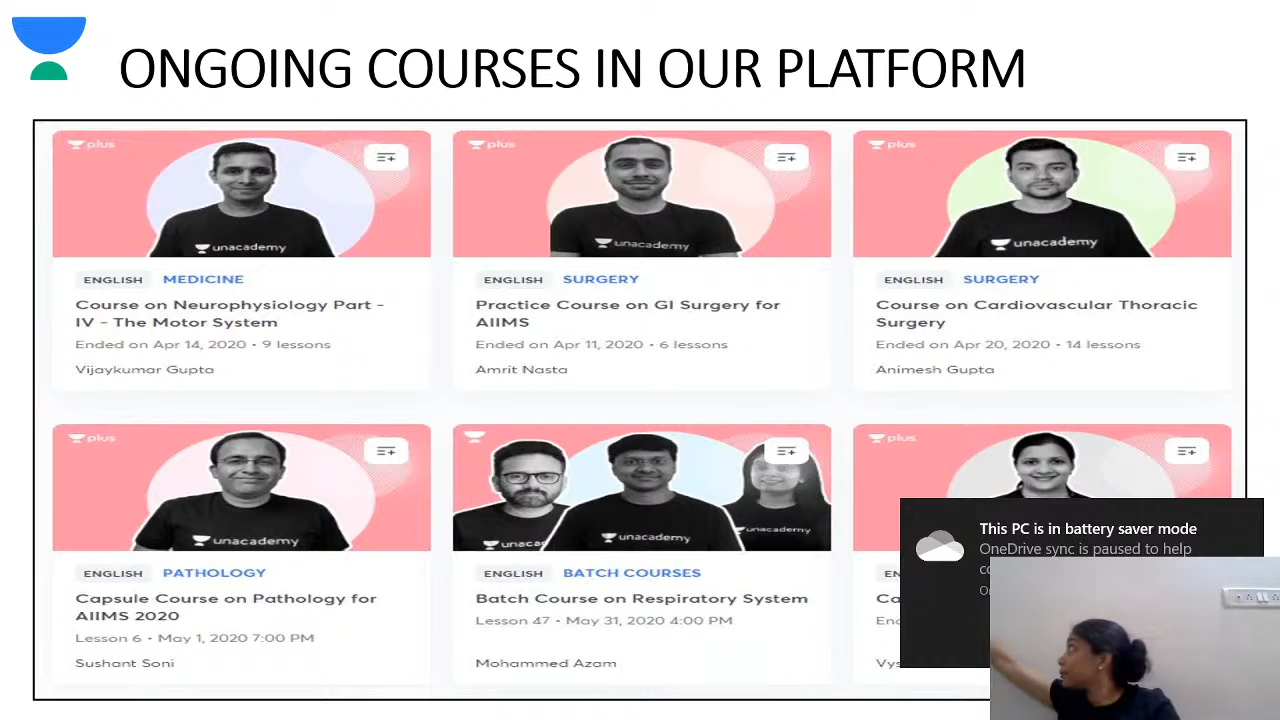 ONGOING COURSES IN OUR PLATFORM
plus
plus
plus
unacademy
unacademy
unacademy
ENGLISH MEDICINE
Course on Neurophysiology Part -
IV - The Motor System
Ended on Apr 14, 2020 • 9 lessons
Vijaykumar Gupta
ENGLISH SURGERY
Practice Course on GI Surgery for
AIIMS
Ended on Apr 11, 2020 • 6 lessons
Amrit Nasta
ENGLISH SURGERY
Course on Cardiovascular Thoracic
Surgery
Ended on Apr 20, 2020 • 14 lessons
Animesh Gupta
plus
plus
unacademy
unacademy
unacademy
ENGLISH PATHOLOGY
Capsule Course on Pathology for
AIIMS 2020
Lesson 6 • May 1, 2020 7:00 PM
Sushant Soni
ENGLISH BATCH COURSES
Batch Course on Respiratory System
Lesson 47 • May 31, 2020 4:00 PM
Mohammed Azam
This PC is in battery saver mode
OneDrive sync is paused to help